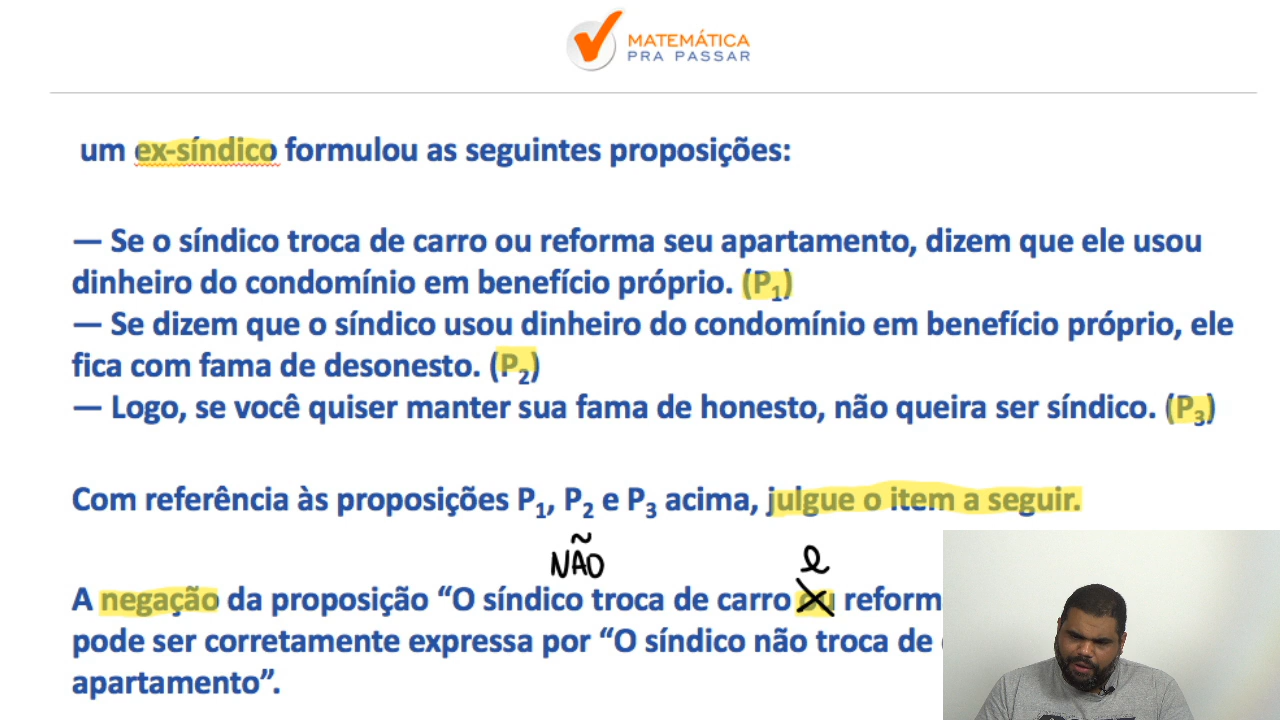 MATEMÁTICA
PRA PASSAR
um ex-síndico formulou as seguintes proposições:
— Se o síndico troca de carro ou reforma seu apartamento, dizem que ele usou
dinheiro do condomínio em benefício próprio. (P1)
— Se dizem que o síndico usou dinheiro do condomínio em benefício próprio, ele
fica com fama de desonesto. (P2)
— Logo, se você quiser manter sua fama de honesto, não queira ser síndico. (P3)
Com referência às proposições P1, P2 e P3 acima, julgue o item a seguir.
NÃO e
A negação da proposição “O síndico troca de carro ou reform
pode ser corretamente expressa por “O síndico não troca de
apartamento”.